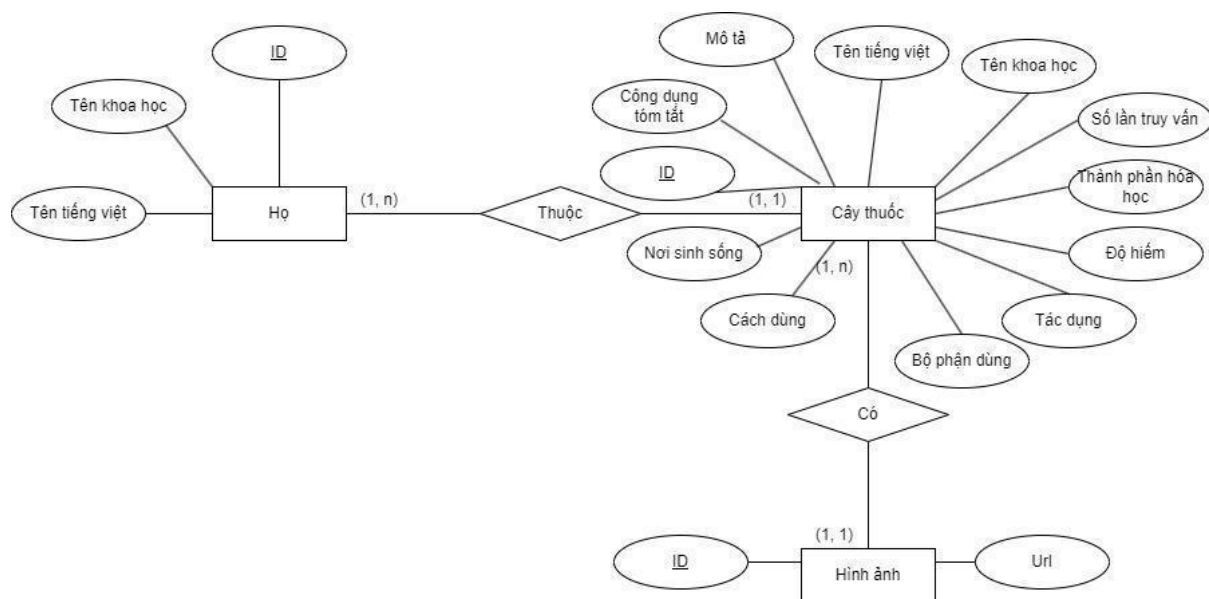 Mô tả
Tên tiếng việt
Tên khoa học
ID
Tên khoa học
Công dụng
tóm tắt
Số lần truy vấn
ID
Thành phần hóa
học
Tên tiếng việt
Họ
(1, n)
Thuộc
(1, 1)
Cây thuốc
Nơi sinh sống
(1, n)
Độ hiếm
Cách dùng
Tác dụng
Bộ phận dùng
Có
(1, 1)
ID
Hình ảnh
Url